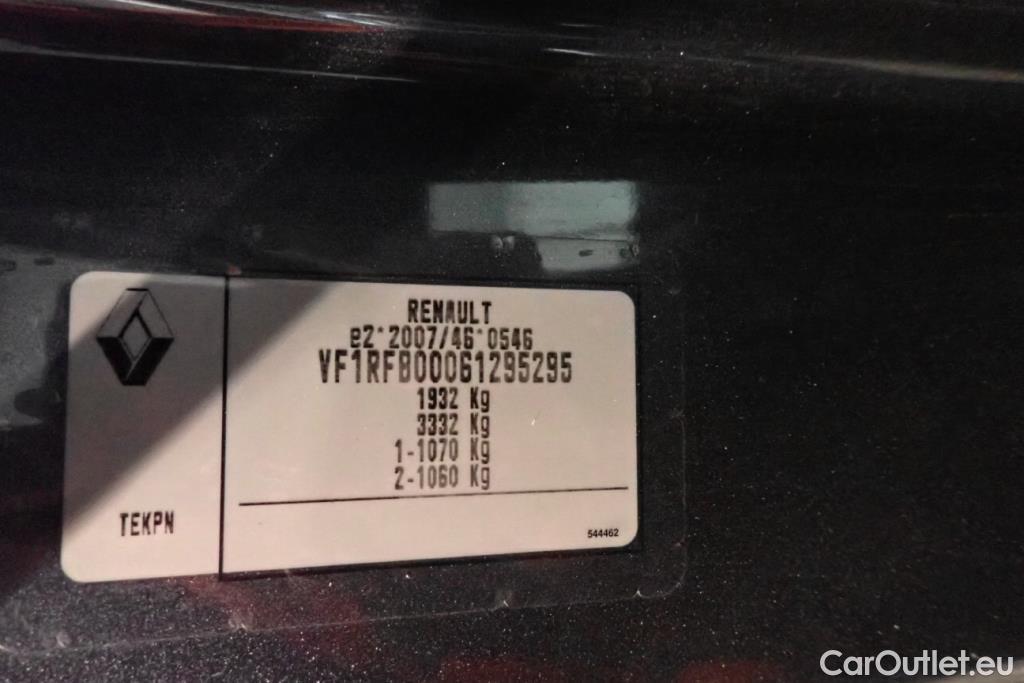 RENAULT
e2*2007/46*0546
VF1RFB00061295295
1932 Kg
3332 Kg
1-1070 Kg
2-1060 Kg
TEKPN
544462
CarOutlet.eu